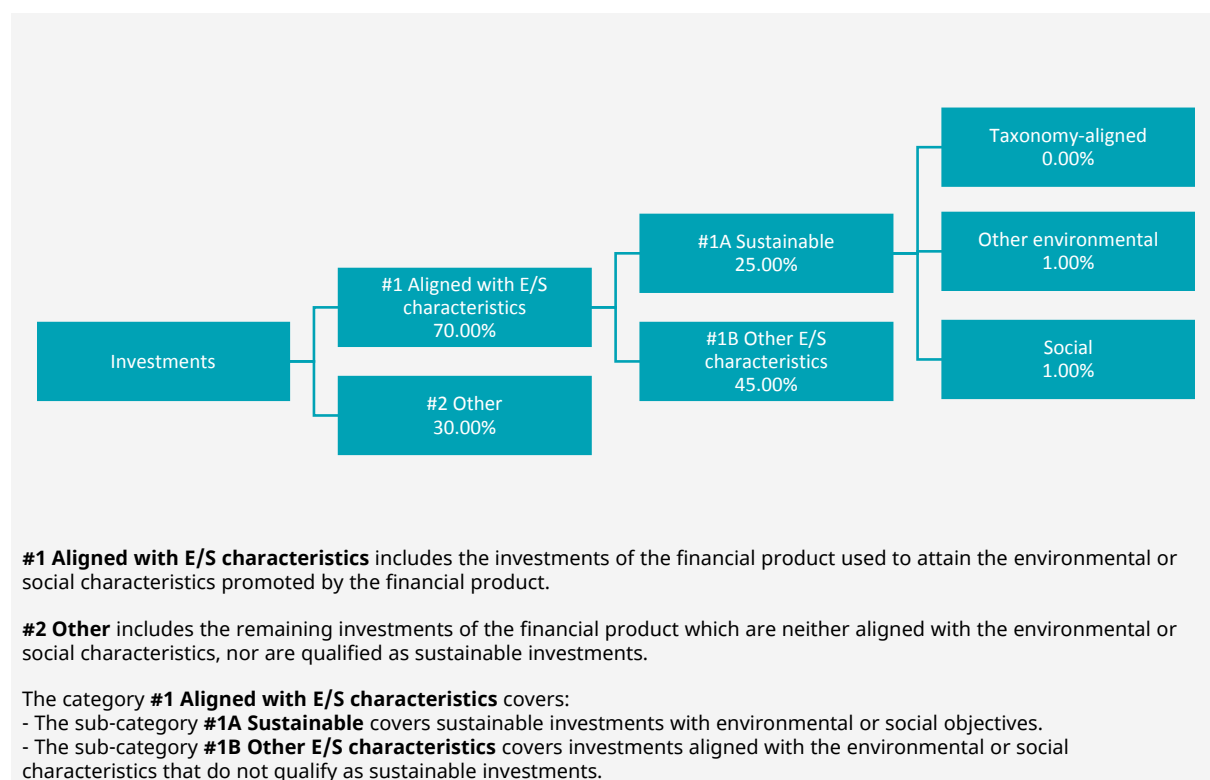 Investments
#1 Aligned with E/S
characteristics
70.00%
#2 Other
30.00%
#1A Sustainable
25.00%
#1B Other E/S
characteristics
45.00%
Taxonomy-aligned
0.00%
Other environmental
1.00%
Social
1.00%
#1 Aligned with E/S characteristics includes the investments of the financial product used to attain the environmental or
social characteristics promoted by the financial product.
#2 Other includes the remaining investments of the financial product which are neither aligned with the environmental or
social characteristics, nor are qualified as sustainable investments.
The category #1 Aligned with E/S characteristics covers:
- The sub-category #1A Sustainable covers sustainable investments with environmental or social objectives.
- The sub-category #1B Other E/S characteristics covers investments aligned with the environmental or social
characteristics that do not qualify as sustainable investments.